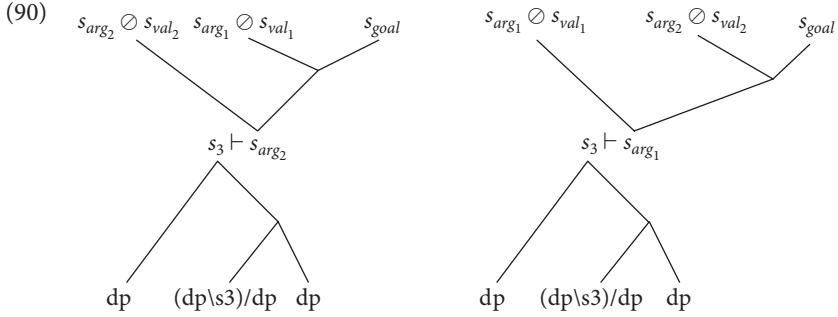 (90)
s_{arg_2} ⊘ s_{val_2} s_{arg_1} ⊘ s_{val_1} s_{goal}
s_3 ⊢ s_{arg_2}
dp (dp\s3)/dp dp
s_{arg_1} ⊘ s_{val_1} s_{arg_2} ⊘ s_{val_2} s_{goal}
s_3 ⊢ s_{arg_1}
dp (dp\s3)/dp dp